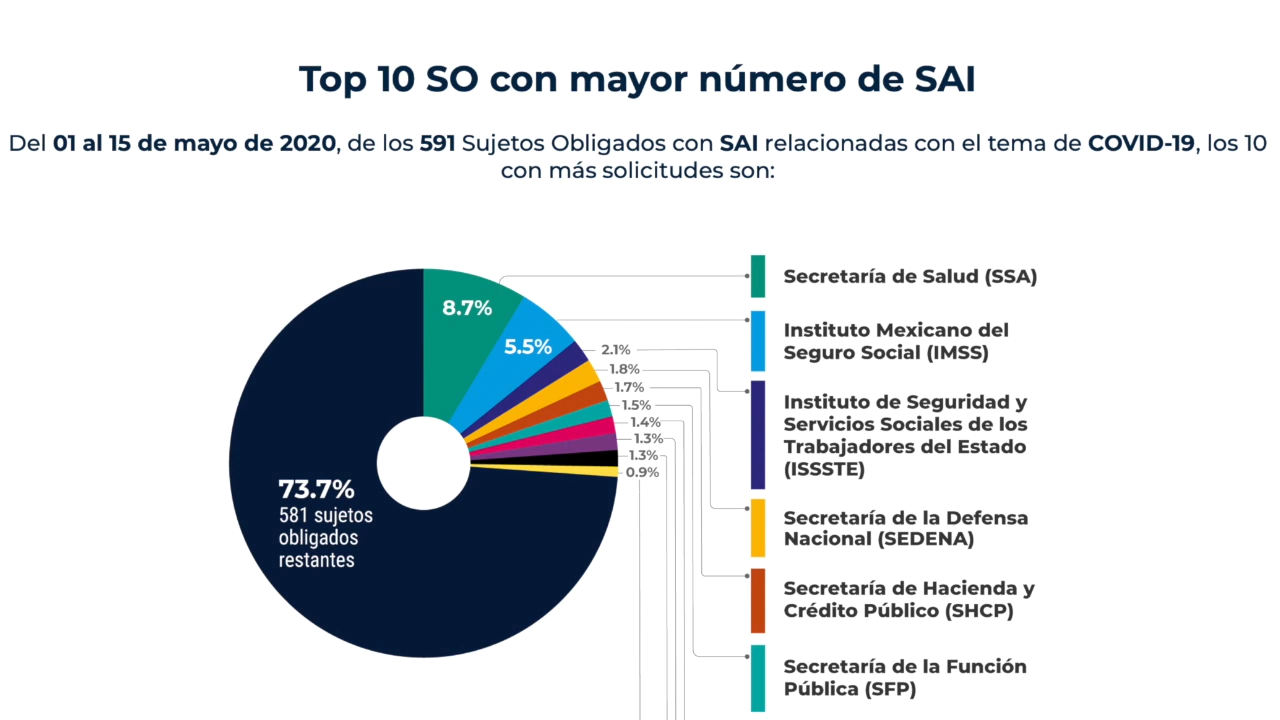 Top 10 SO con mayor número de SAI
Del 01 al 15 de mayo de 2020, de los 591 Sujetos Obligados con SAI relacionadas con el tema de COVID-19, los 10
con más solicitudes son:
8.7%
5.5%
2.1%
1.8%
1.7%
1.5%
1.4%
1.3%
1.3%
0.9%
73.7%
581 sujetos
obligados
restantes
Secretaría de Salud (SSA)
Instituto Mexicano del
Seguro Social (IMSS)
Instituto de Seguridad y
Servicios Sociales de los
Trabajadores del Estado
(ISSSTE)
Secretaría de la Defensa
Nacional (SEDENA)
Secretaría de Hacienda y
Crédito Público (SHCP)
Secretaría de la Función
Pública (SFP)